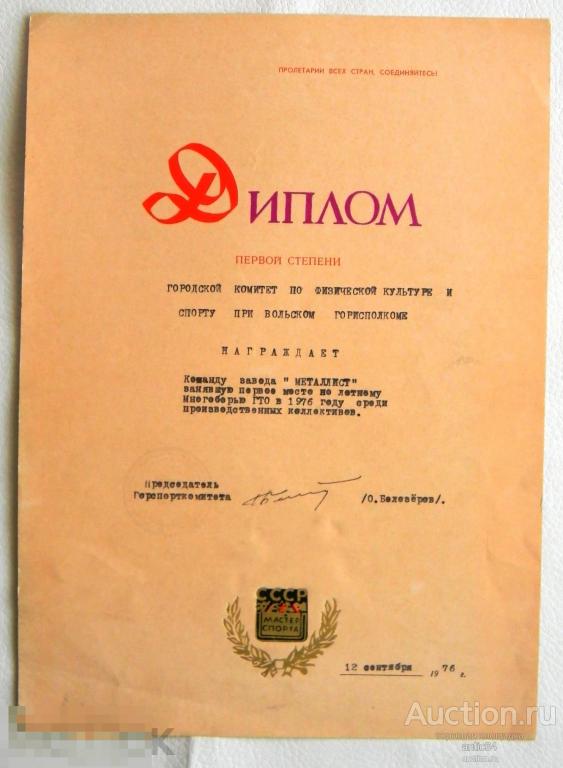 ПРОЛЕТАРИИ ВСЕХ СТРАН, СОЕДИНЯЙТЕСЬ!
ДИПЛОМ
ПЕРВОЙ СТЕПЕНИ
ГОРОДСКОЙ КОМИТЕТ ПО ФИЗИЧЕСКОЙ КУЛЬТУРЕ И
СПОРТУ ПРИ ВОЛЬСКОМ ГОРИСПОЛКОМЕ
НАГРАЖДАЕТ
Команду завода " МЕТАЛЛИСТ"
занявшую первое место по летнему
Многоборью ГТО в 1976 году среди
производственных коллективов.
Председатель
Горспорткомитета /О.Белозёров/.
СССР
МАСТЕР
СПОРТА
12 сентября 1976 г.
Auction.ru
antic64